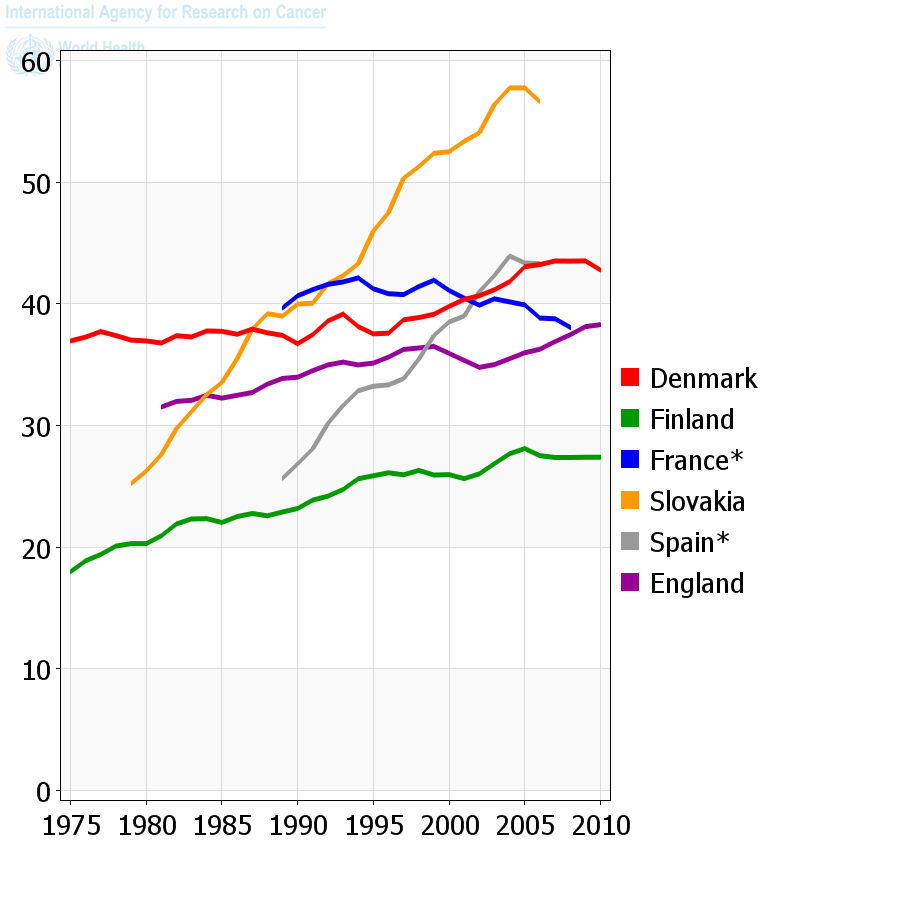 International Agency for Research on Cancer
World Health
60
50
40
30
20
10
0
1975 1980 1985 1990 1995 2000 2005 2010
Denmark
Finland
France*
Slovakia
Spain*
England